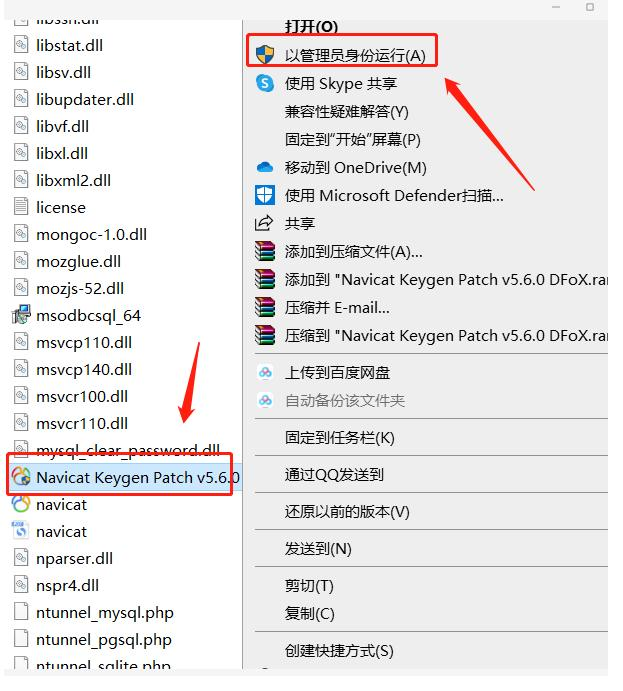 libssh.dll
libstat.dll
libsv.dll
libupdater.dll
libvf.dll
libxl.dll
libxml2.dll
license
mongoc-1.0.dll
mozglue.dll
mozjs-52.dll
msodbcsql_64
msvcp110.dll
msvcp140.dll
msvcr100.dll
msvcr110.dll
mysql_clear_password.dll
Navicat Keygen Patch v5.6.0
navicat
navicat
nparser.dll
nspr4.dll
ntunnel_mysql.php
ntunnel_pgsql.php
ntunnel_sqlite.php
打开(O)
以管理员身份运行(A)
使用 Skype 共享
兼容性疑难解答(Y)
固定到"开始"屏幕(P)
移动到 OneDrive(M)
使用 Microsoft Defender扫描...
共享
添加到压缩文件(A)...
添加到 "Navicat Keygen Patch v5.6.0 DFoX.rar
压缩并 E-mail...
压缩到 "Navicat Keygen Patch v5.6.0 DFoX.rar
上传到百度网盘
自动备份该文件夹
固定到任务栏(K)
通过QQ发送到
还原以前的版本(V)
发送到(N)
剪切(T)
复制(C)
创建快捷方式(S)